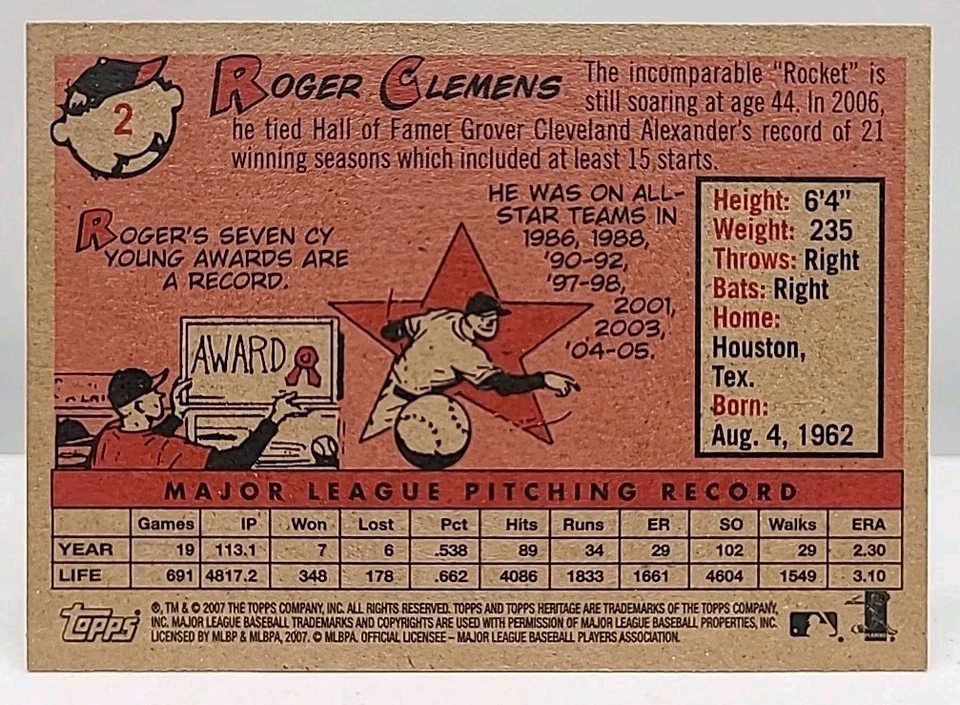 2
ROGER CLEMENS
The incomparable "Rocket" is
still soaring at age 44. In 2006,
he tied Hall of Famer Grover Cleveland Alexander's record of 21
winning seasons which included at least 15 starts.
ROGER'S SEVEN CY
YOUNG AWARDS ARE
A RECORD.
AWARD
HE WAS ON ALL-
STAR TEAMS IN
1986, 1988,
'90-92,
'97-98,
2001,
2003,
'04-05.
Height: 6'4"
Weight: 235
Throws: Right
Bats: Right
Home:
Houston,
Tex.
Born:
Aug. 4, 1962
MAJOR LEAGUE PITCHING RECORD
Games IP Won Lost Pct Hits Runs ER SO Walks ERA
YEAR 19 113.1 7 6 .538 89 34 29 102 29 2.30
LIFE 691 4817.2 348 178 .662 4086 1833 1661 4604 1549 3.10
TOPPS
®, TM & © 2007 THE TOPPS COMPANY, INC. ALL RIGHTS RESERVED. TOPPS AND TOPPS HERITAGE ARE TRADEMARKS OF THE TOPPS COMPANY,
INC. MAJOR LEAGUE BASEBALL TRADEMARKS AND COPYRIGHTS ARE USED WITH PERMISSION OF MAJOR LEAGUE BASEBALL PROPERTIES, INC.
LICENSED BY MLBP & MLBPA, 2007. © MLBPA. OFFICIAL LICENSEE – MAJOR LEAGUE BASEBALL PLAYERS ASSOCIATION.